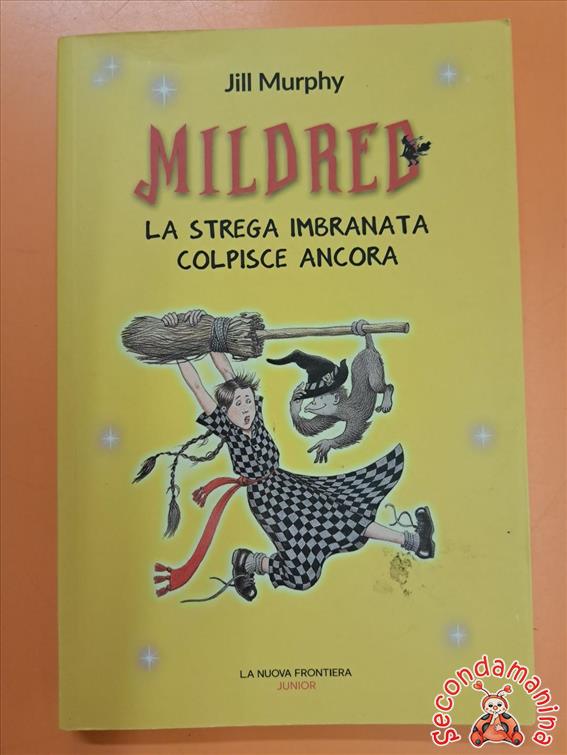 Jill Murphy
MILDRED
LA STREGA IMBRANATA
COLPISCE ANCORA
LA NUOVA FRONTIERA
JUNIOR
secondamanina